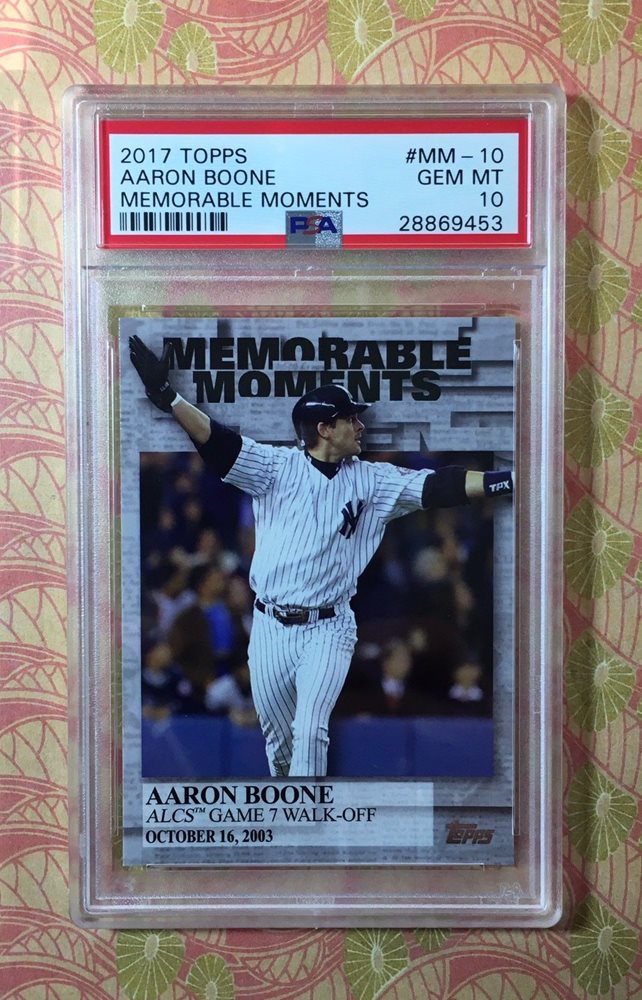 2017 TOPPS #MM-10
AARON BOONE GEM MT
MEMORABLE MOMENTS 10
PSA 28869453
MEMORABLE
MOMENTS
TPX
NY
AARON BOONE
ALCS™ GAME 7 WALK-OFF
OCTOBER 16, 2003
TOPPS